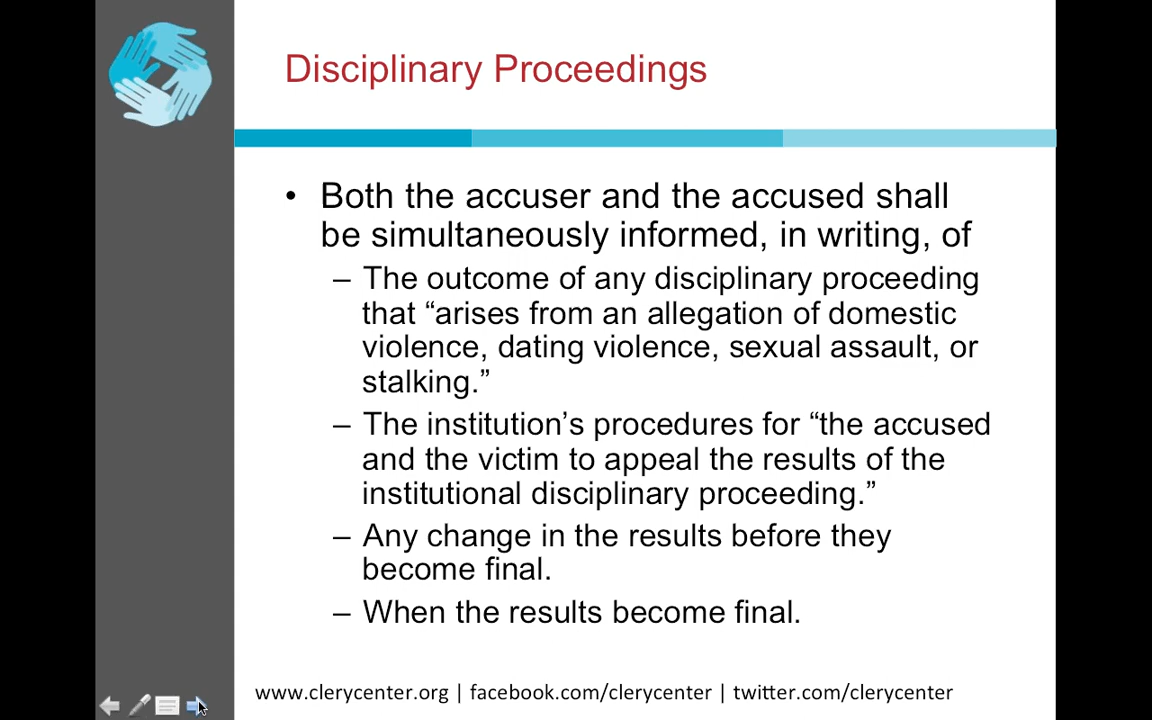 Disciplinary Proceedings
• Both the accuser and the accused shall
be simultaneously informed, in writing, of
– The outcome of any disciplinary proceeding
that “arises from an allegation of domestic
violence, dating violence, sexual assault, or
stalking.”
– The institution’s procedures for “the accused
and the victim to appeal the results of the
institutional disciplinary proceeding.”
– Any change in the results before they
become final.
– When the results become final.
www.clerycenter.org | facebook.com/clerycenter | twitter.com/clerycenter